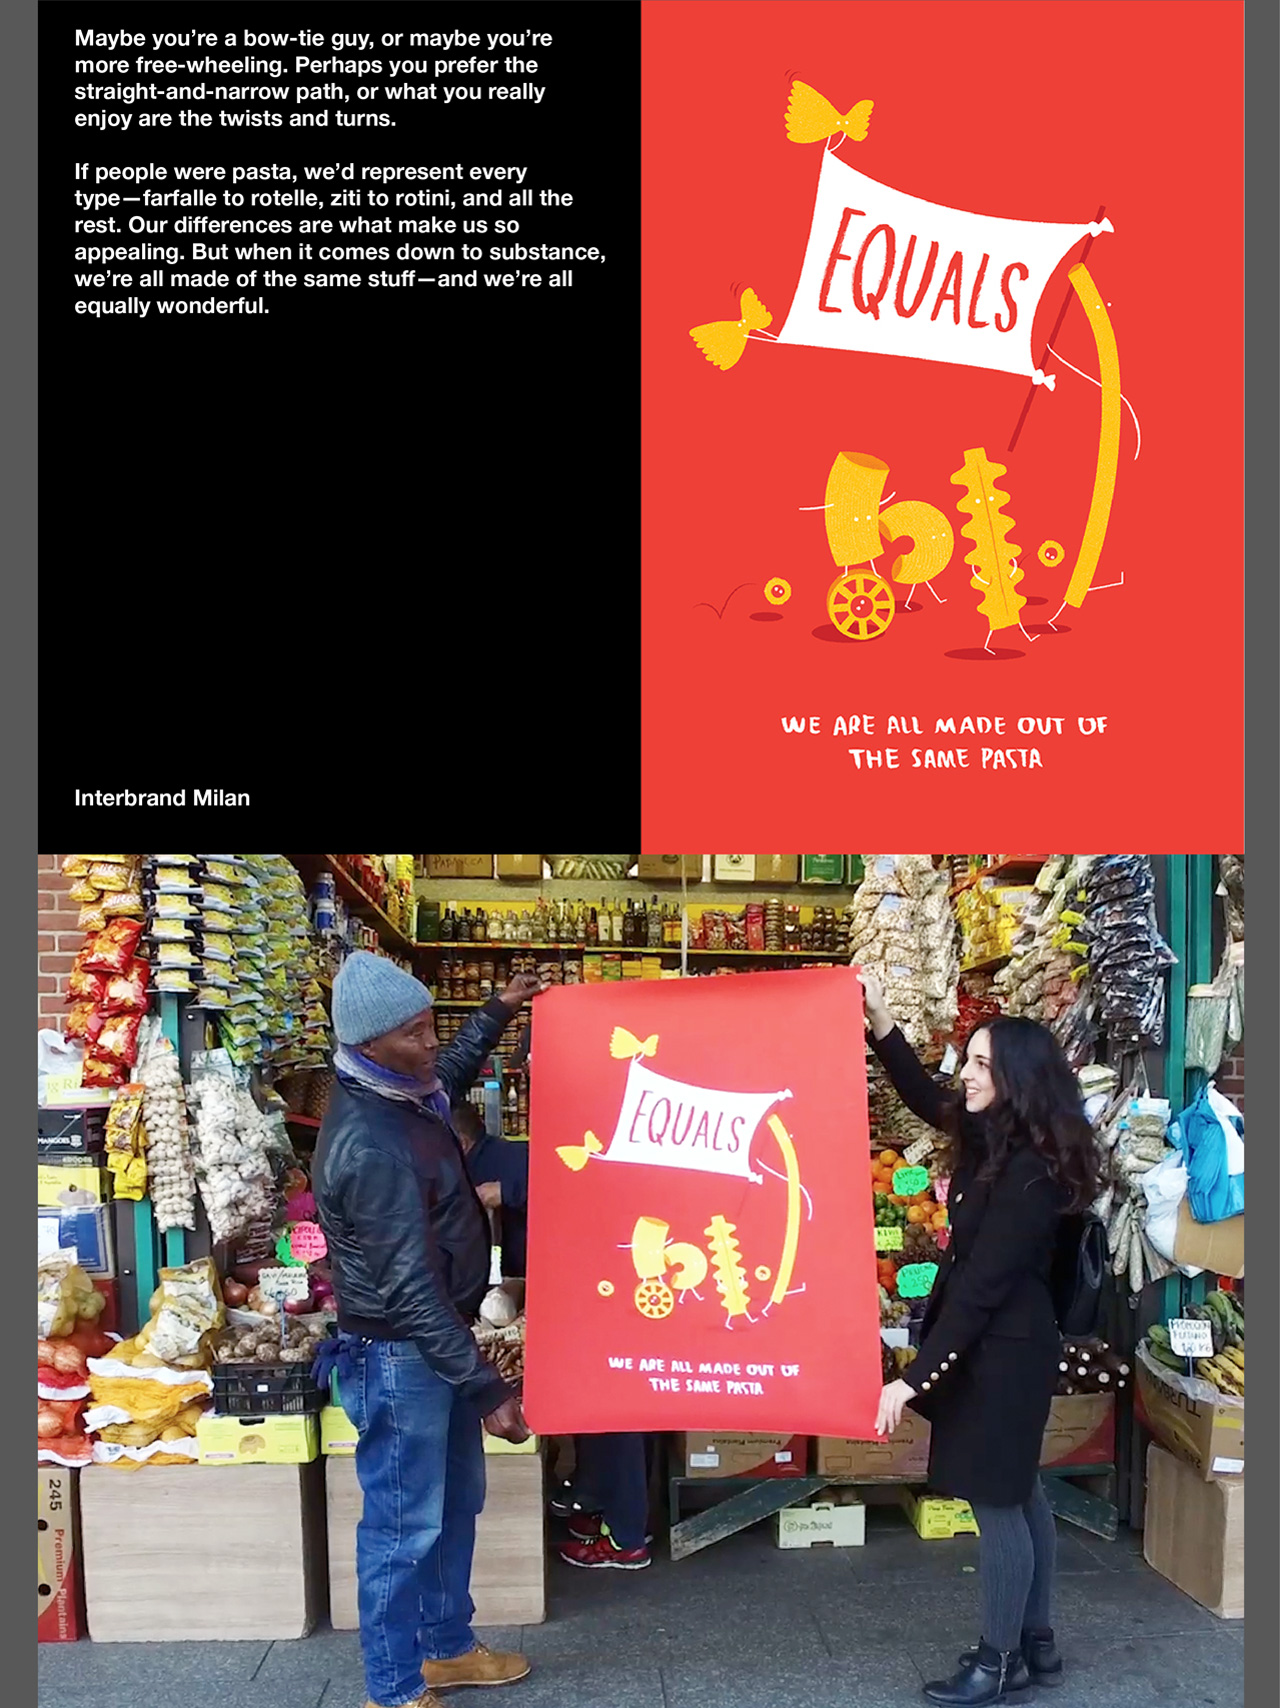 Maybe you’re a bow-tie guy, or maybe you’re
more free-wheeling. Perhaps you prefer the
straight-and-narrow path, or what you really
enjoy are the twists and turns.
If people were pasta, we’d represent every
type—farfalle to rotelle, ziti to rotini, and all the
rest. Our differences are what make us so
appealing. But when it comes down to substance,
we’re all made of the same stuff—and we’re all
equally wonderful.
Interbrand Milan
EQUALS
WE ARE ALL MADE OUT OF
THE SAME PASTA
EQUALS
WE ARE ALL MADE OUT OF
THE SAME PASTA
MANGOES
245
Premium Plantains